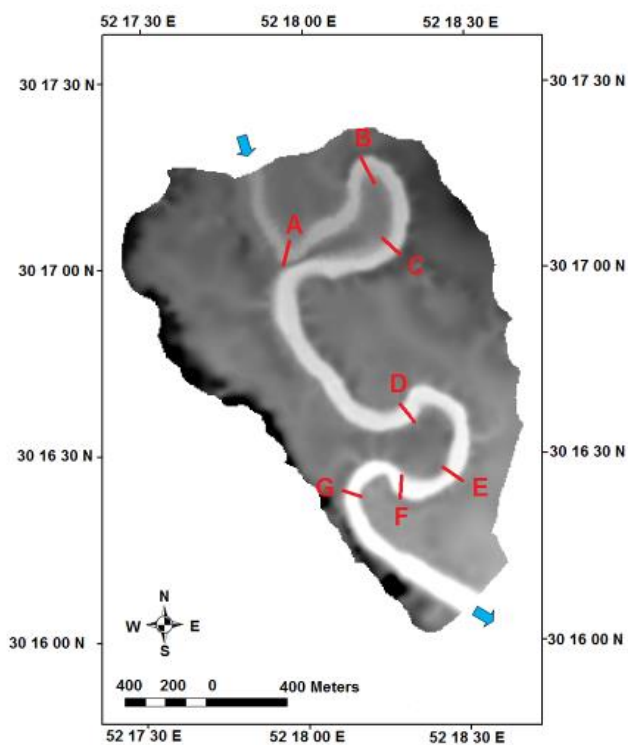 52 17 30 E 52 18 00 E 52 18 30 E
30 17 30 N 30 17 30 N
B
A
C
30 17 00 N 30 17 00 N
D
30 16 30 N 30 16 30 N
G E
F
N
W E
S
30 16 00 N 30 16 00 N
400 200 0 400 Meters
52 17 30 E 52 18 00 E 52 18 30 E